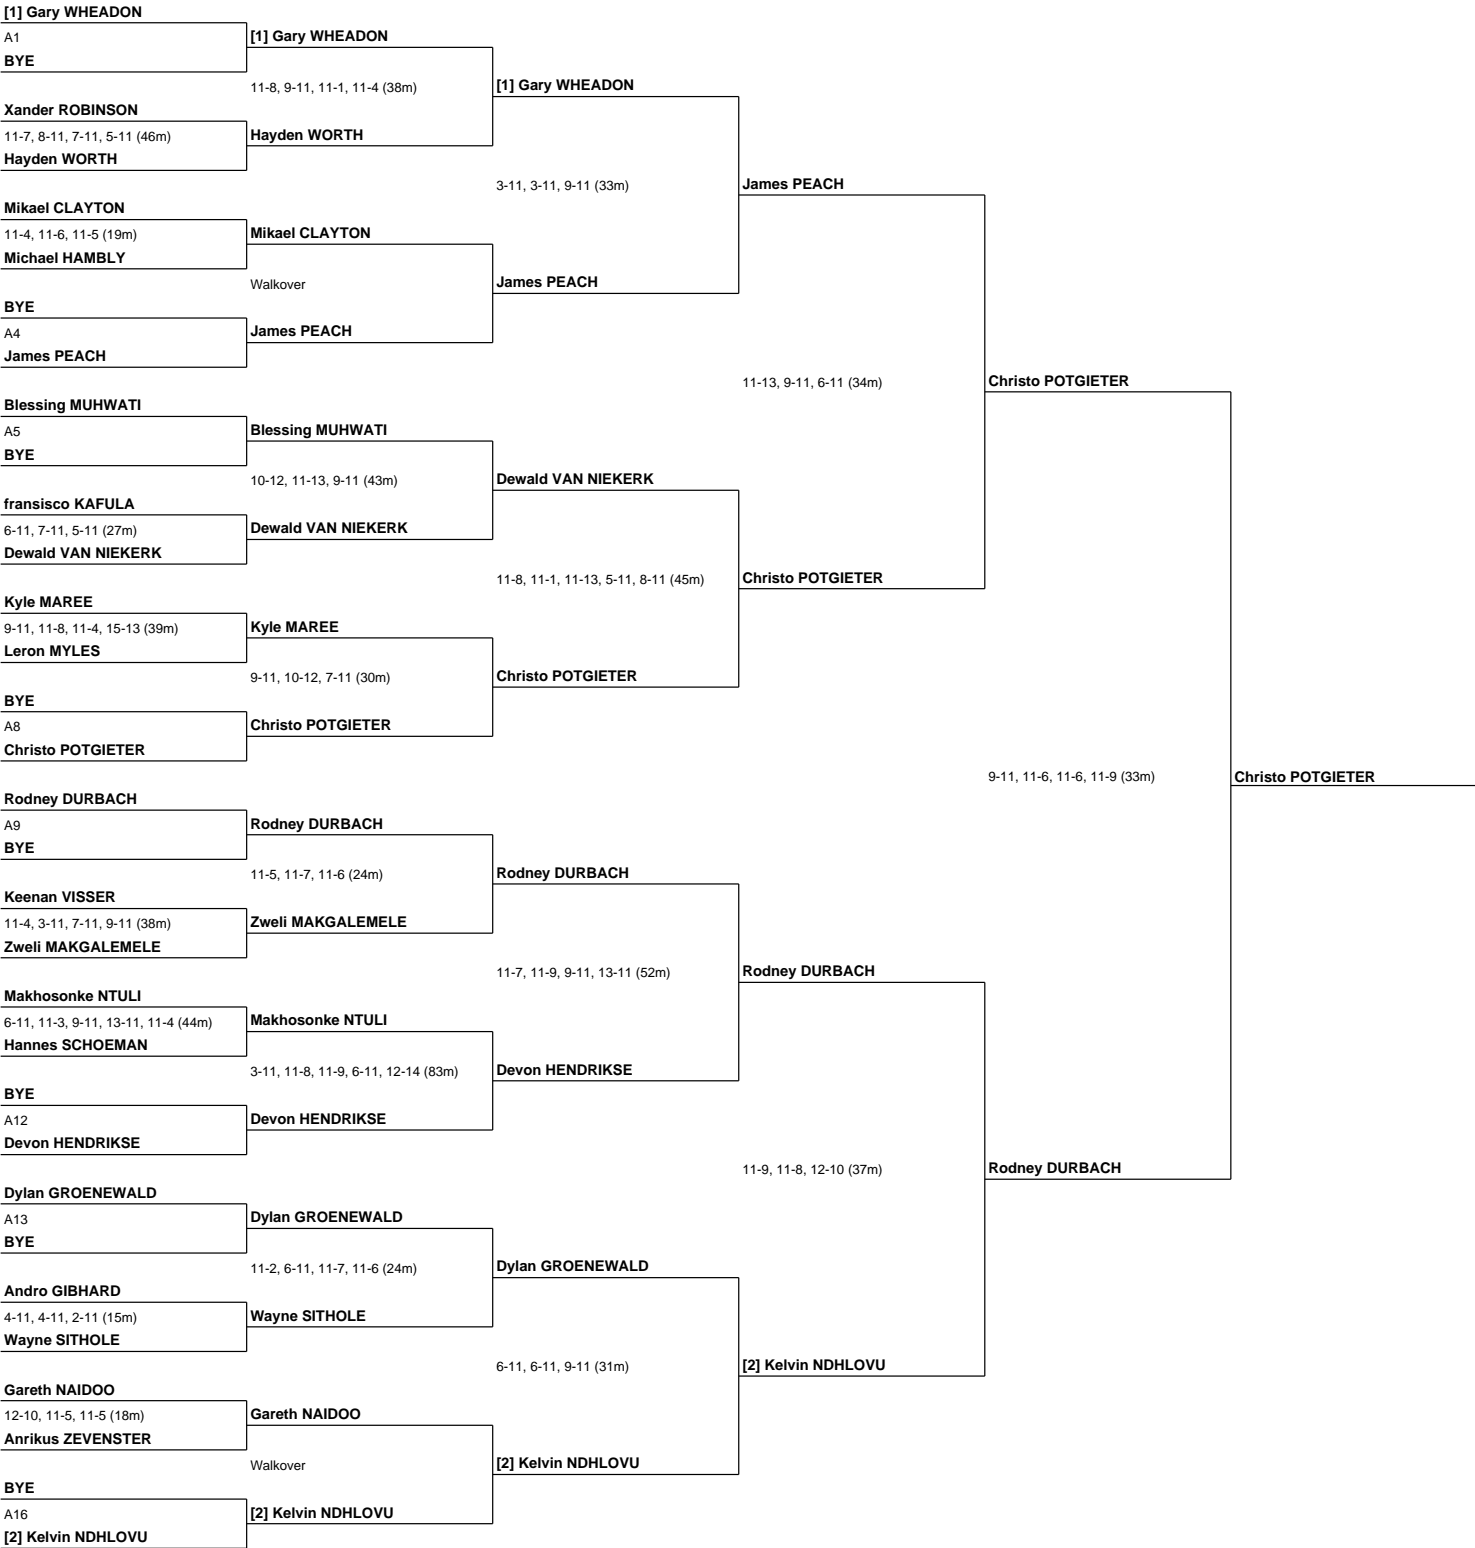 [1] Gary WHEADON
A1
BYE
Xander ROBINSON
11-7, 8-11, 7-11, 5-11 (46m)
Hayden WORTH
Mikael CLAYTON
11-4, 11-6, 11-5 (19m)
Michael HAMBLY
BYE
A4
James PEACH
Blessing MUHWATI
A5
BYE
fransisco KAFULA
6-11, 7-11, 5-11 (27m)
Dewald VAN NIEKERK
Kyle MAREE
9-11, 11-8, 11-4, 15-13 (39m)
Leron MYLES
BYE
A8
Christo POTGIETER
Rodney DURBACH
A9
BYE
Keenan VISSER
11-4, 3-11, 7-11, 9-11 (38m)
Zweli MAKGALEMELE
Makhosonke NTULI
6-11, 11-3, 9-11, 13-11, 11-4 (44m)
Hannes SCHOEMAN
BYE
A12
Devon HENDRIKSE
Dylan GROENEWALD
A13
BYE
Andro GIBHARD
4-11, 4-11, 2-11 (15m)
Wayne SITHOLE
Gareth NAIDOO
12-10, 11-5, 11-5 (18m)
Anrikus ZEVENSTER
BYE
A16
[2] Kelvin NDHLOVU
[1] Gary WHEADON
11-8, 9-11, 11-1, 11-4 (38m)
Hayden WORTH
Mikael CLAYTON
Walkover
James PEACH
Blessing MUHWATI
10-12, 11-13, 9-11 (43m)
Dewald VAN NIEKERK
Kyle MAREE
9-11, 10-12, 7-11 (30m)
Christo POTGIETER
Rodney DURBACH
11-5, 11-7, 11-6 (24m)
Zweli MAKGALEMELE
Makhosonke NTULI
3-11, 11-8, 11-9, 6-11, 12-14 (83m)
Devon HENDRIKSE
Dylan GROENEWALD
11-2, 6-11, 11-7, 11-6 (24m)
Wayne SITHOLE
Gareth NAIDOO
Walkover
[2] Kelvin NDHLOVU
[1] Gary WHEADON
3-11, 3-11, 9-11 (33m)
James PEACH
Dewald VAN NIEKERK
11-8, 11-1, 11-13, 5-11, 8-11 (45m)
Christo POTGIETER
Rodney DURBACH
11-7, 11-9, 9-11, 13-11 (52m)
Devon HENDRIKSE
Dylan GROENEWALD
6-11, 6-11, 9-11 (31m)
[2] Kelvin NDHLOVU
James PEACH
11-13, 9-11, 6-11 (34m)
Christo POTGIETER
Rodney DURBACH
11-9, 11-8, 12-10 (37m)
[2] Kelvin NDHLOVU
Christo POTGIETER
9-11, 11-6, 11-6, 11-9 (33m)
Rodney DURBACH
Christo POTGIETER